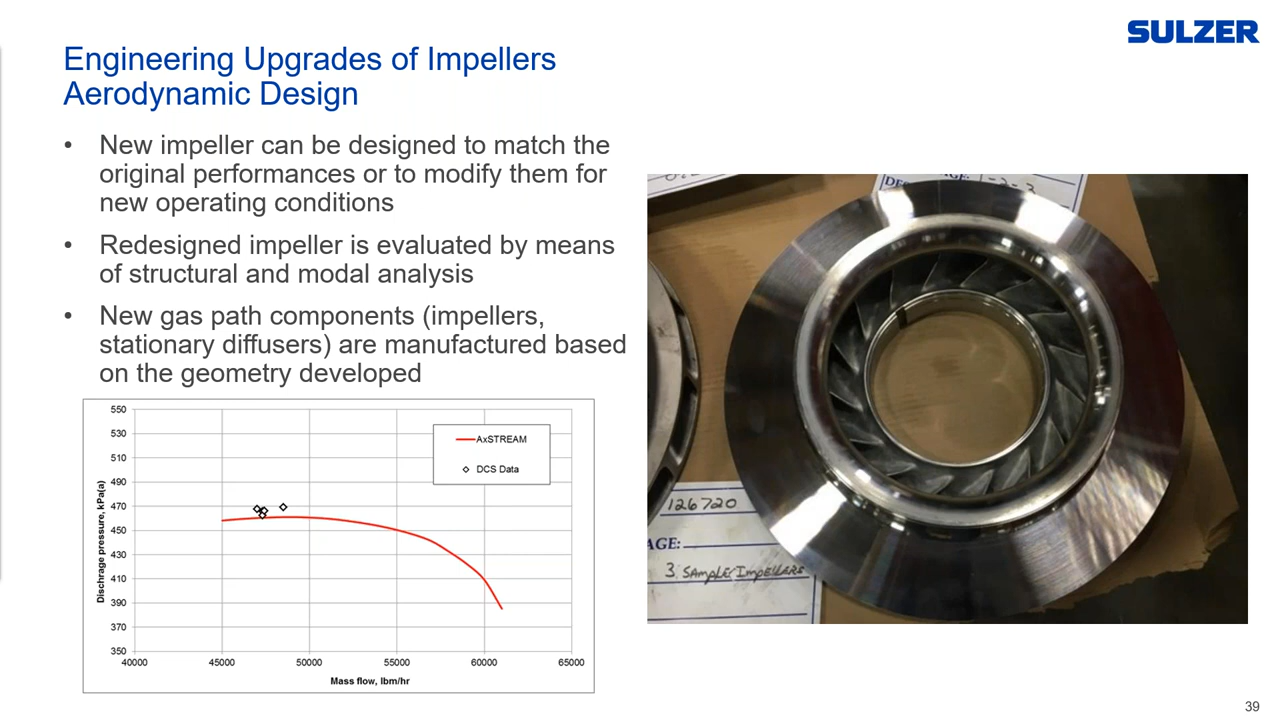 SULZER
Engineering Upgrades of Impellers
Aerodynamic Design
• New impeller can be designed to match the
original performances or to modify them for
new operating conditions
• Redesigned impeller is evaluated by means
of structural and modal analysis
• New gas path components (impellers,
stationary diffusers) are manufactured based
on the geometry developed
550
530
510
490
470
450
430
410
390
370
350
Dischrage pressure, kPa(a)
AxSTREAM
DCS Data
40000 45000 50000 55000 60000 65000
Mass flow, lbm/hr
1-2-3
126720
AGE:
3 Sample Impellers
39